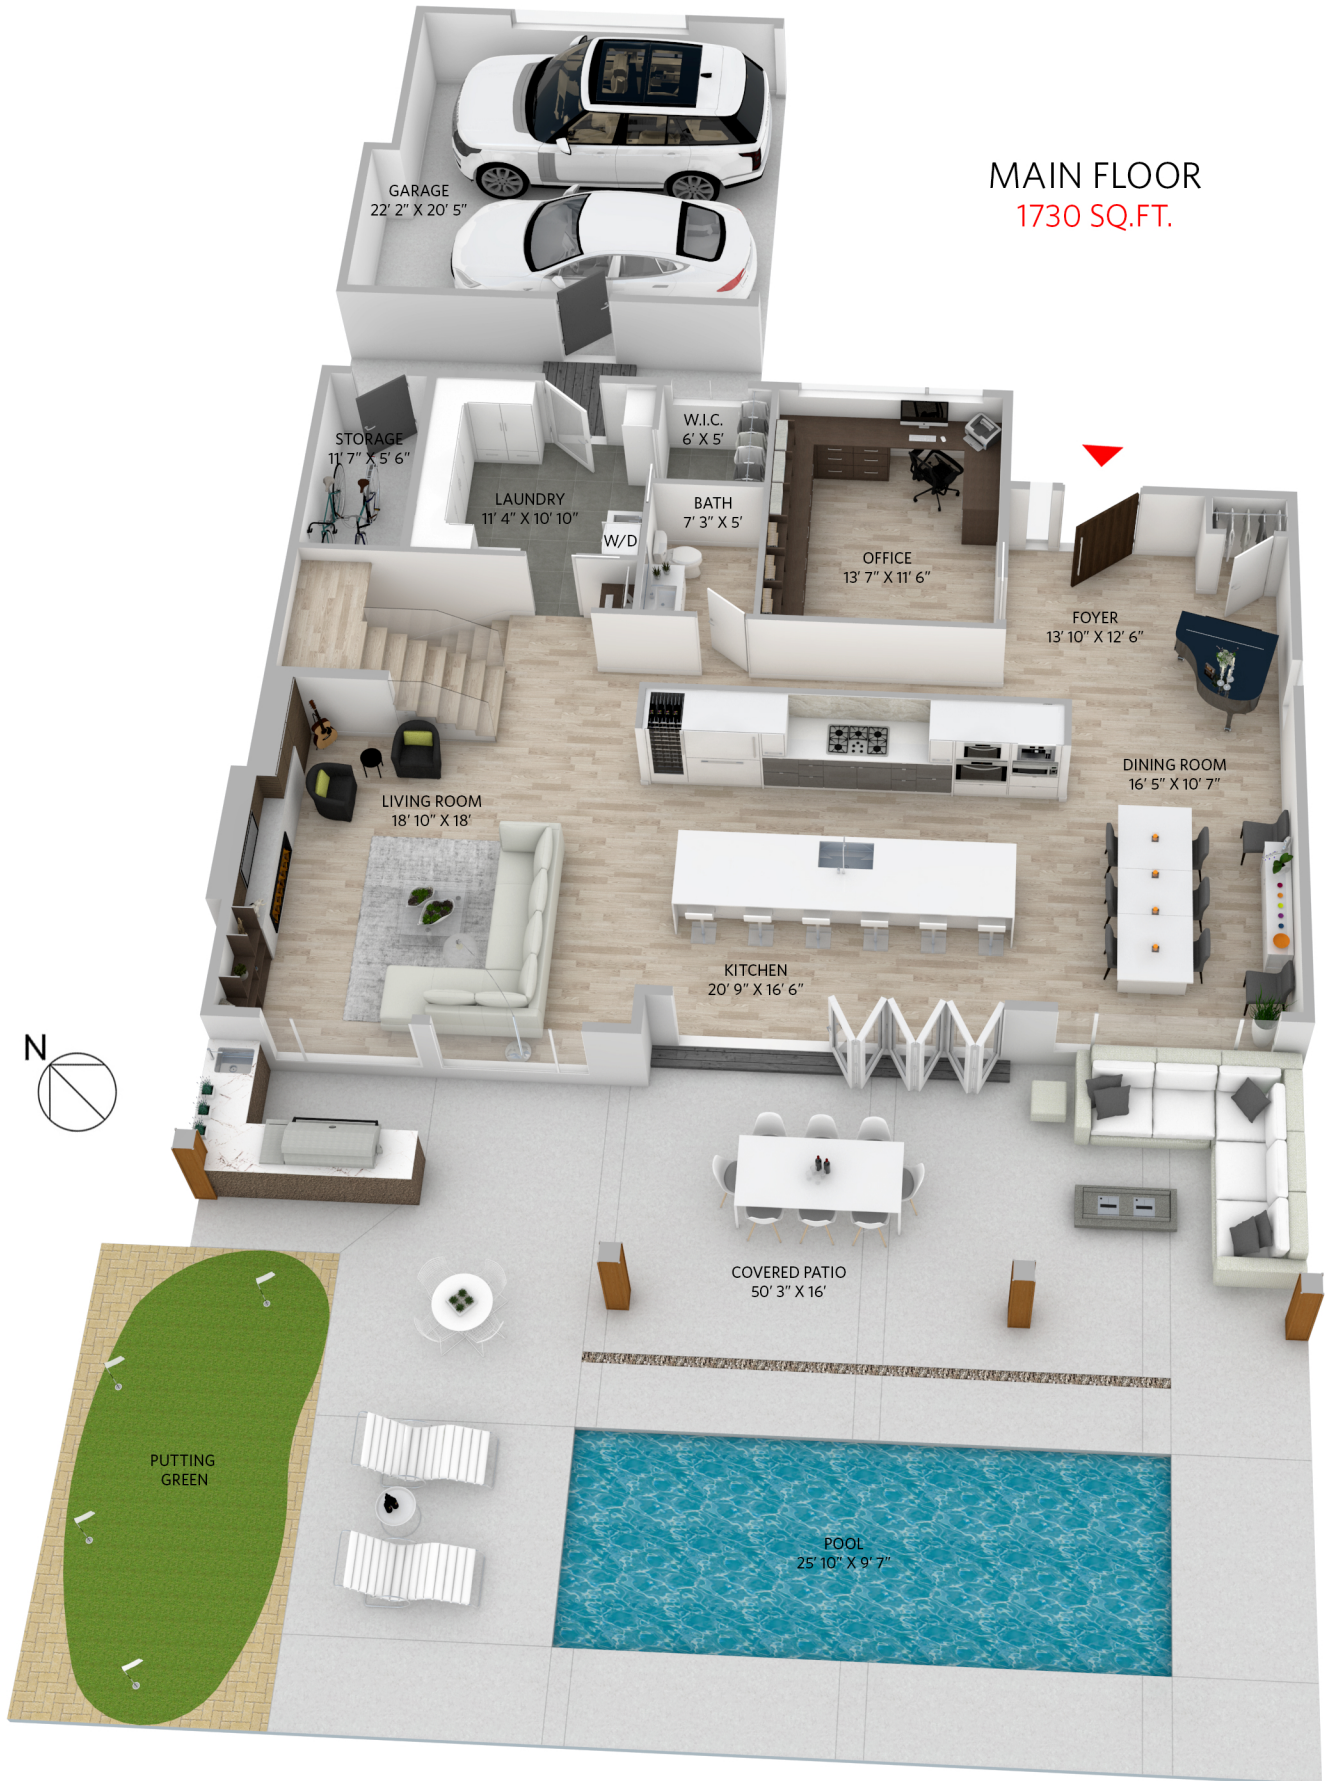 MAIN FLOOR
1730 SQ.FT.
GARAGE
22' 2" X 20' 5"
W.I.C.
6' X 5'
STORAGE
11' 7" X 5' 6"
LAUNDRY
11' 4" X 10' 10"
BATH
7' 3" X 5'
W/D
OFFICE
13' 7" X 11' 6"
FOYER
13' 10" X 12' 6"
DINING ROOM
16' 5" X 10' 7"
LIVING ROOM
18' 10" X 18'
KITCHEN
20' 9" X 16' 6"
N
COVERED PATIO
50' 3" X 16'
PUTTING
GREEN
POOL
25' 10" X 9' 7"